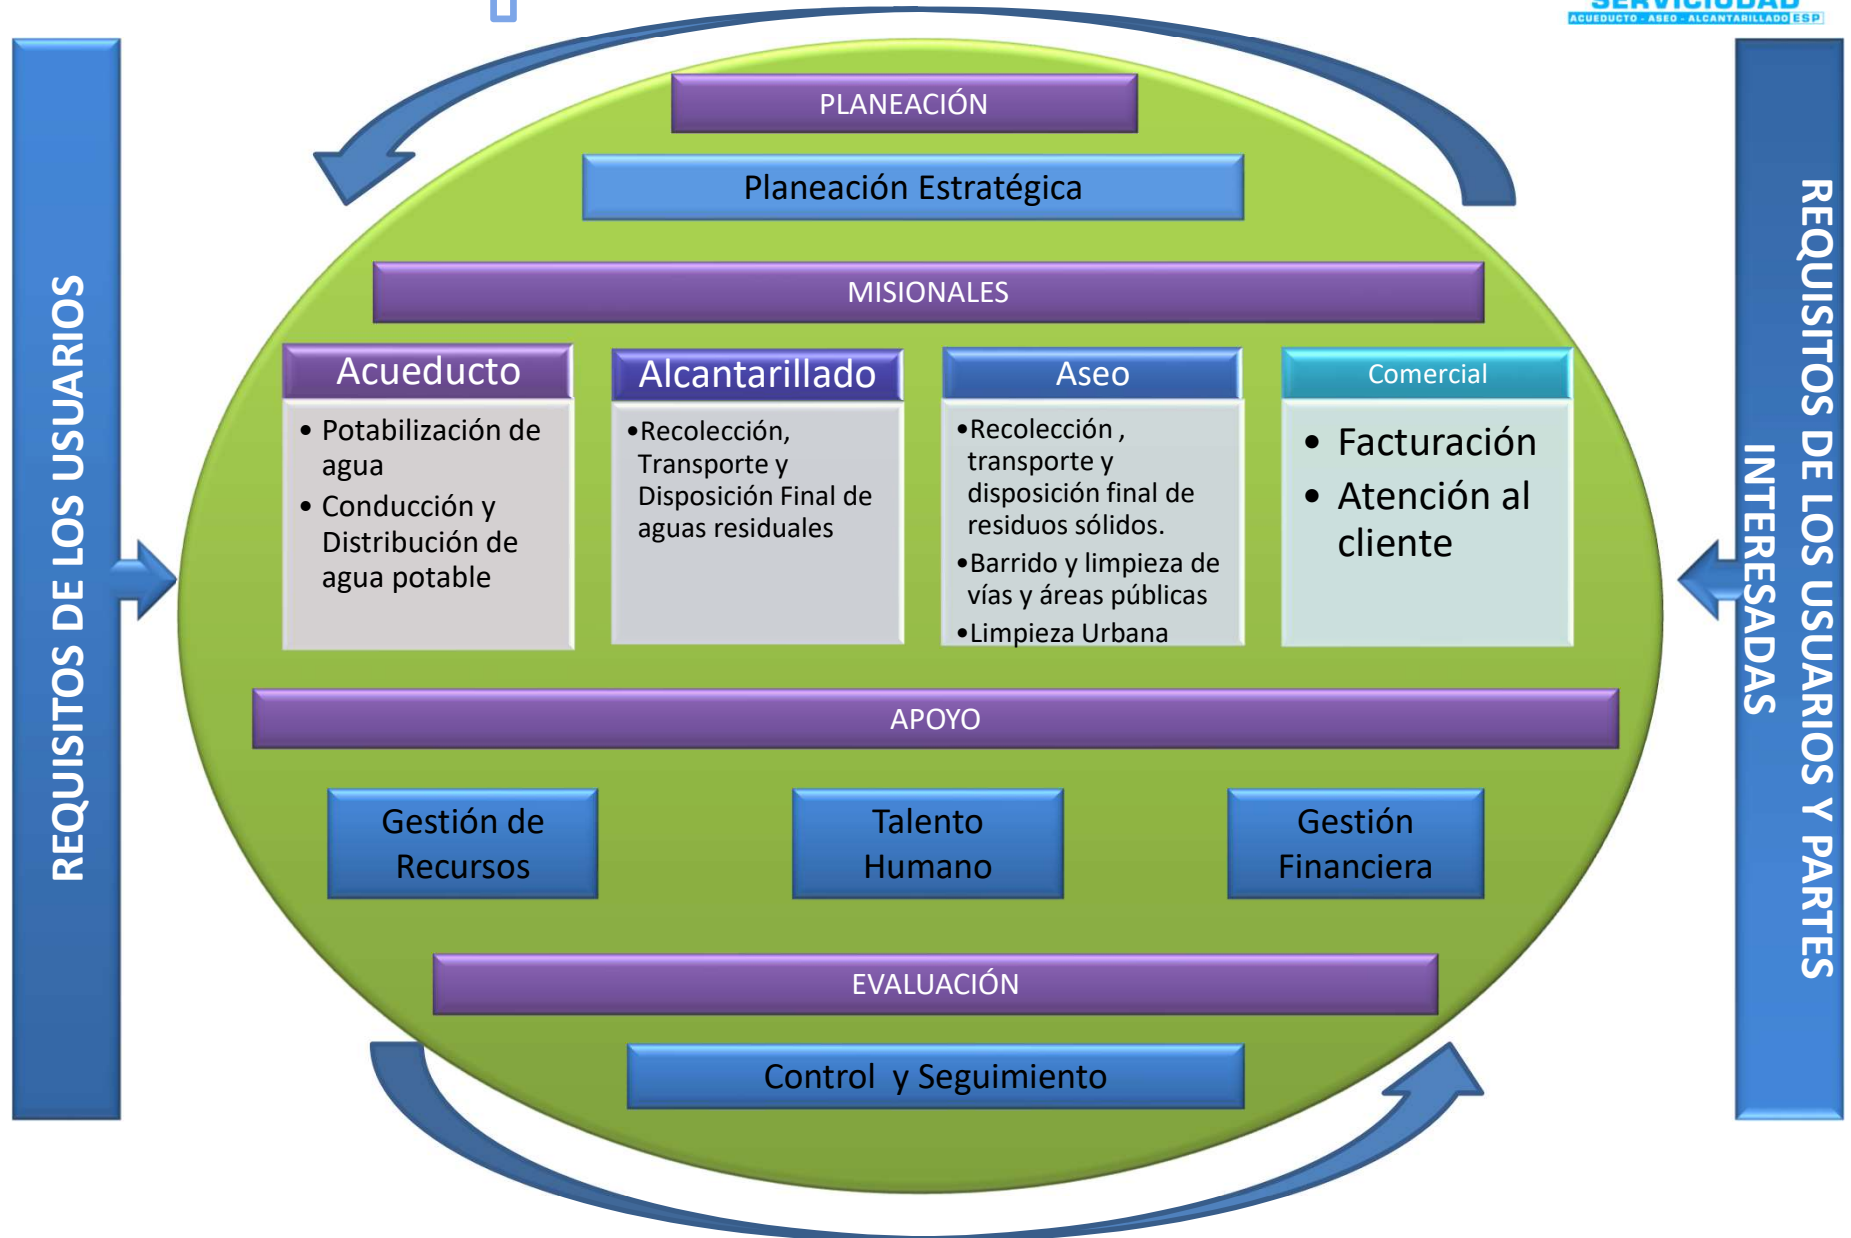 SERVICIUDAD
ACUEDUCTO - ASEO - ALCANTARILLADO ESP
REQUISITOS DE LOS USUARIOS
PLANEACIÓN
Planeación Estratégica
MISIONALES
Acueducto
• Potabilización de
agua
• Conducción y
Distribución de
agua potable
Alcantarillado
•Recolección,
Transporte y
Disposición Final de
aguas residuales
Aseo
•Recolección ,
transporte y
disposición final de
residuos sólidos.
•Barrido y limpieza de
vías y áreas públicas
•Limpieza Urbana
Comercial
• Facturación
• Atención al
cliente
APOYO
Gestión de
Recursos
Talento
Humano
Gestión
Financiera
EVALUACIÓN
Control y Seguimiento
REQUISITOS DE LOS USUARIOS Y PARTES
INTERESADAS